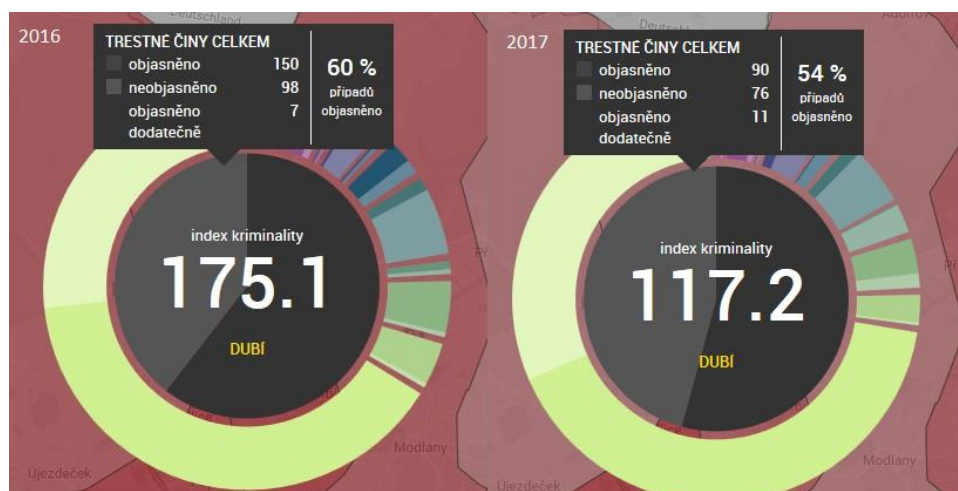 Deutschland
2016
TRESTNÉ ČINY CELKEM
objasněno 150
neobjasněno 98
objasněno 7
dodatečně
60 %
případů
objasněno
index kriminality
175.1
DUBÍ
Modlany
Újezdeček
2017
TRESTNÉ ČINY CELKEM
objasněno 90
neobjasněno 76
objasněno 11
dodatečně
54 %
případů
objasněno
index kriminality
117.2
DUBÍ
Modlany
Újezdeček